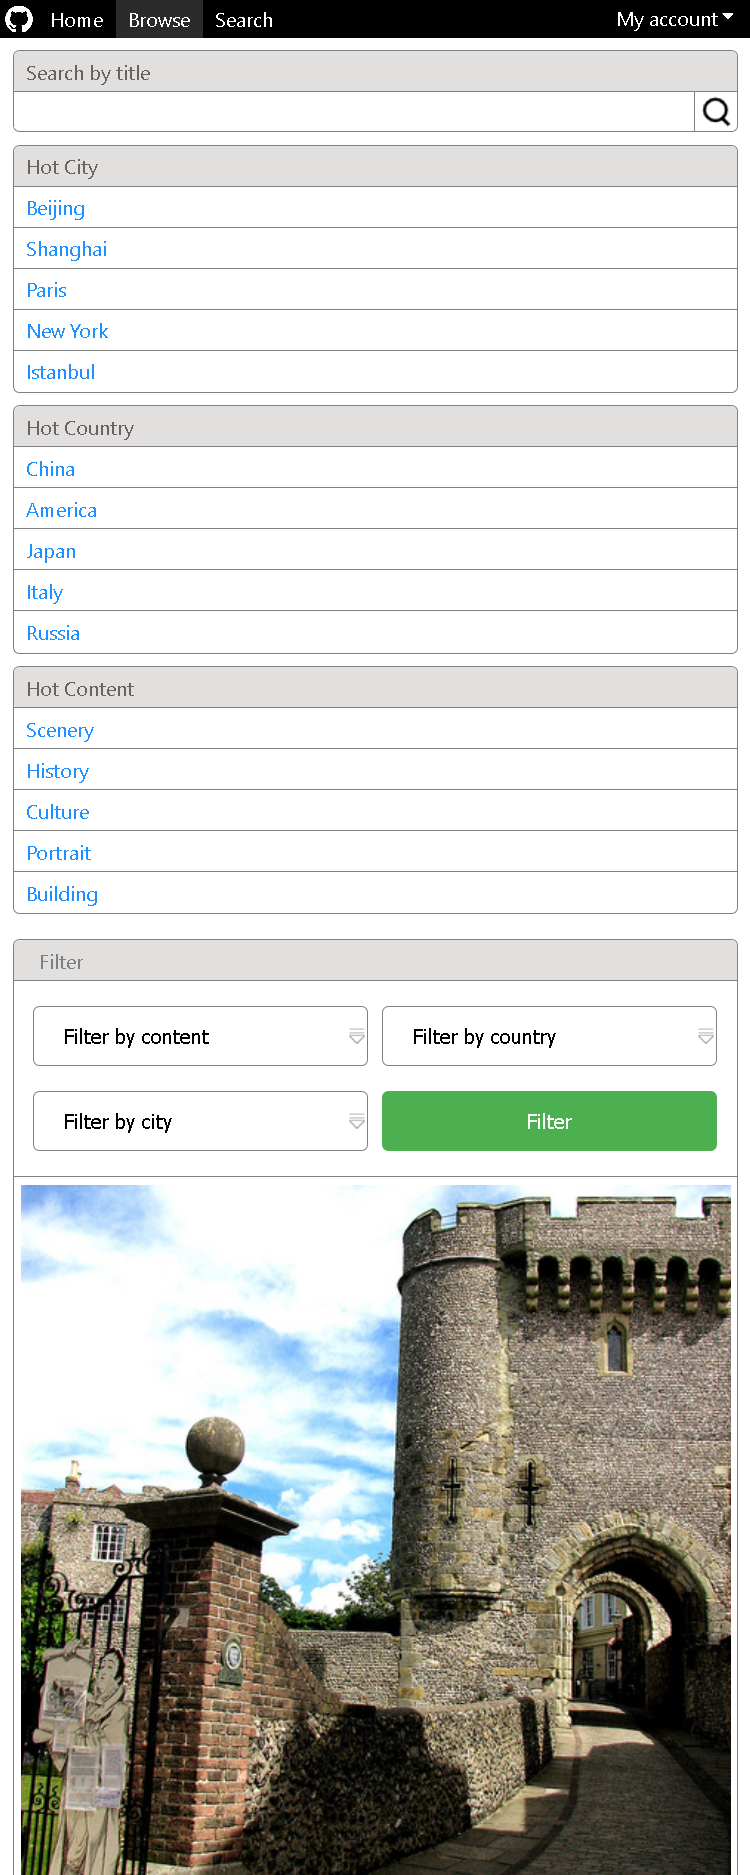 Home Browse Search My account
Search by title
Hot City
Beijing
Shanghai
Paris
New York
Istanbul
Hot Country
China
America
Japan
Italy
Russia
Hot Content
Scenery
History
Culture
Portrait
Building
Filter
Filter by content Filter by country
Filter by city Filter